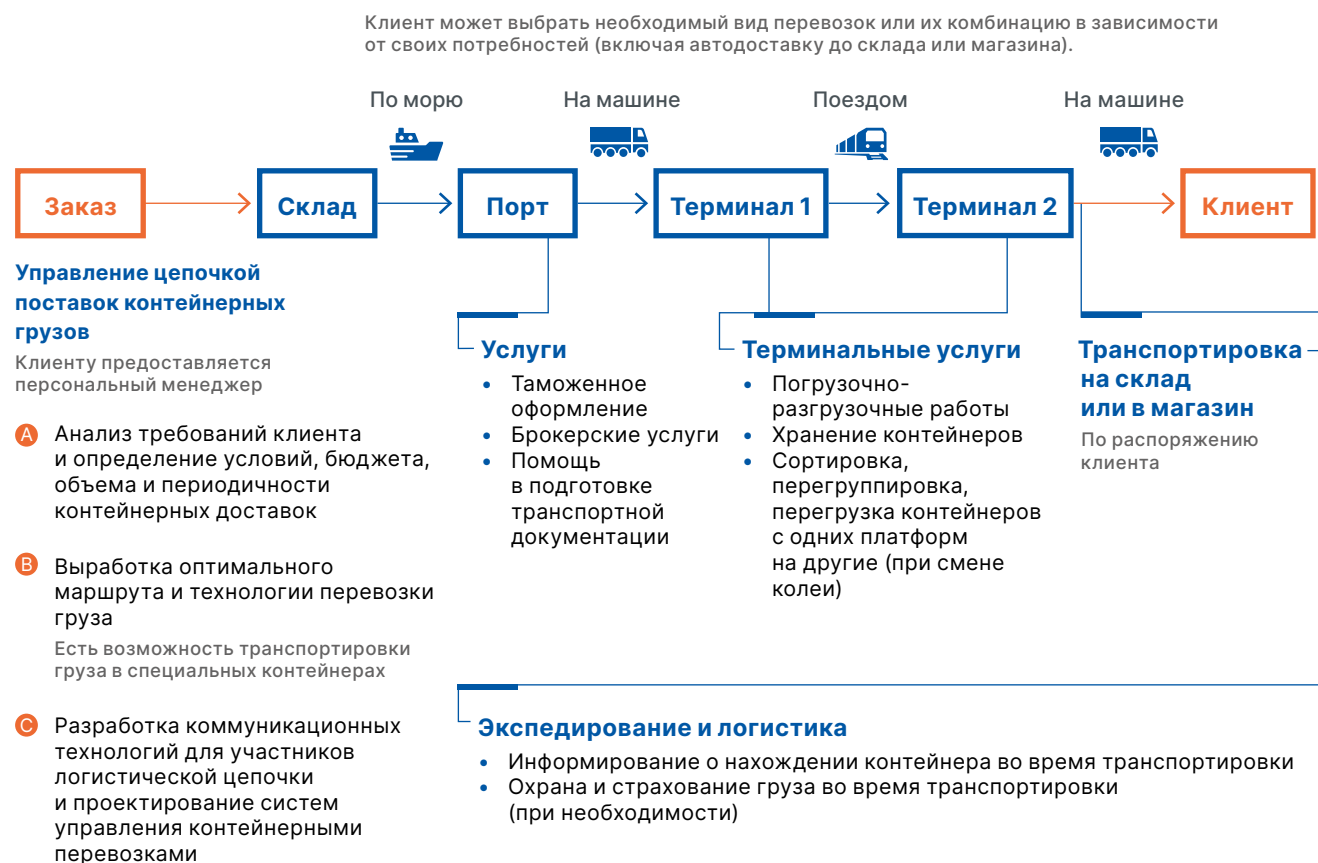 Клиент может выбрать необходимый вид перевозок или их комбинацию в зависимости
от своих потребностей (включая автодоставку до склада или магазина).
По морю
На машине
Поездом
На машине
Заказ
Склад
Порт
Терминал 1
Терминал 2
Клиент
Управление цепочкой
поставок контейнерных
грузов
Клиенту предоставляется
персональный менеджер
A Анализ требований клиента
и определение условий, бюджета,
объема и периодичности
контейнерных доставок
B Выработка оптимального
маршрута и технологии перевозки
груза
Есть возможность транспортировки
груза в специальных контейнерах
C Разработка коммуникационных
технологий для участников
логистической цепочки
и проектирование систем
управления контейнерными
перевозками
Услуги
• Таможенное
оформление
• Брокерские услуги
• Помощь
в подготовке
транспортной
документации
Терминальные услуги
• Погрузочно-
разгрузочные работы
• Хранение контейнеров
• Сортировка,
перегруппировка,
перегрузка контейнеров
с одних платформ
на другие (при смене
колеи)
Транспортировка
на склад
или в магазин
По распоряжению
клиента
Экспедирование и логистика
• Информирование о нахождении контейнера во время транспортировки
• Охрана и страхование груза во время транспортировки
(при необходимости)